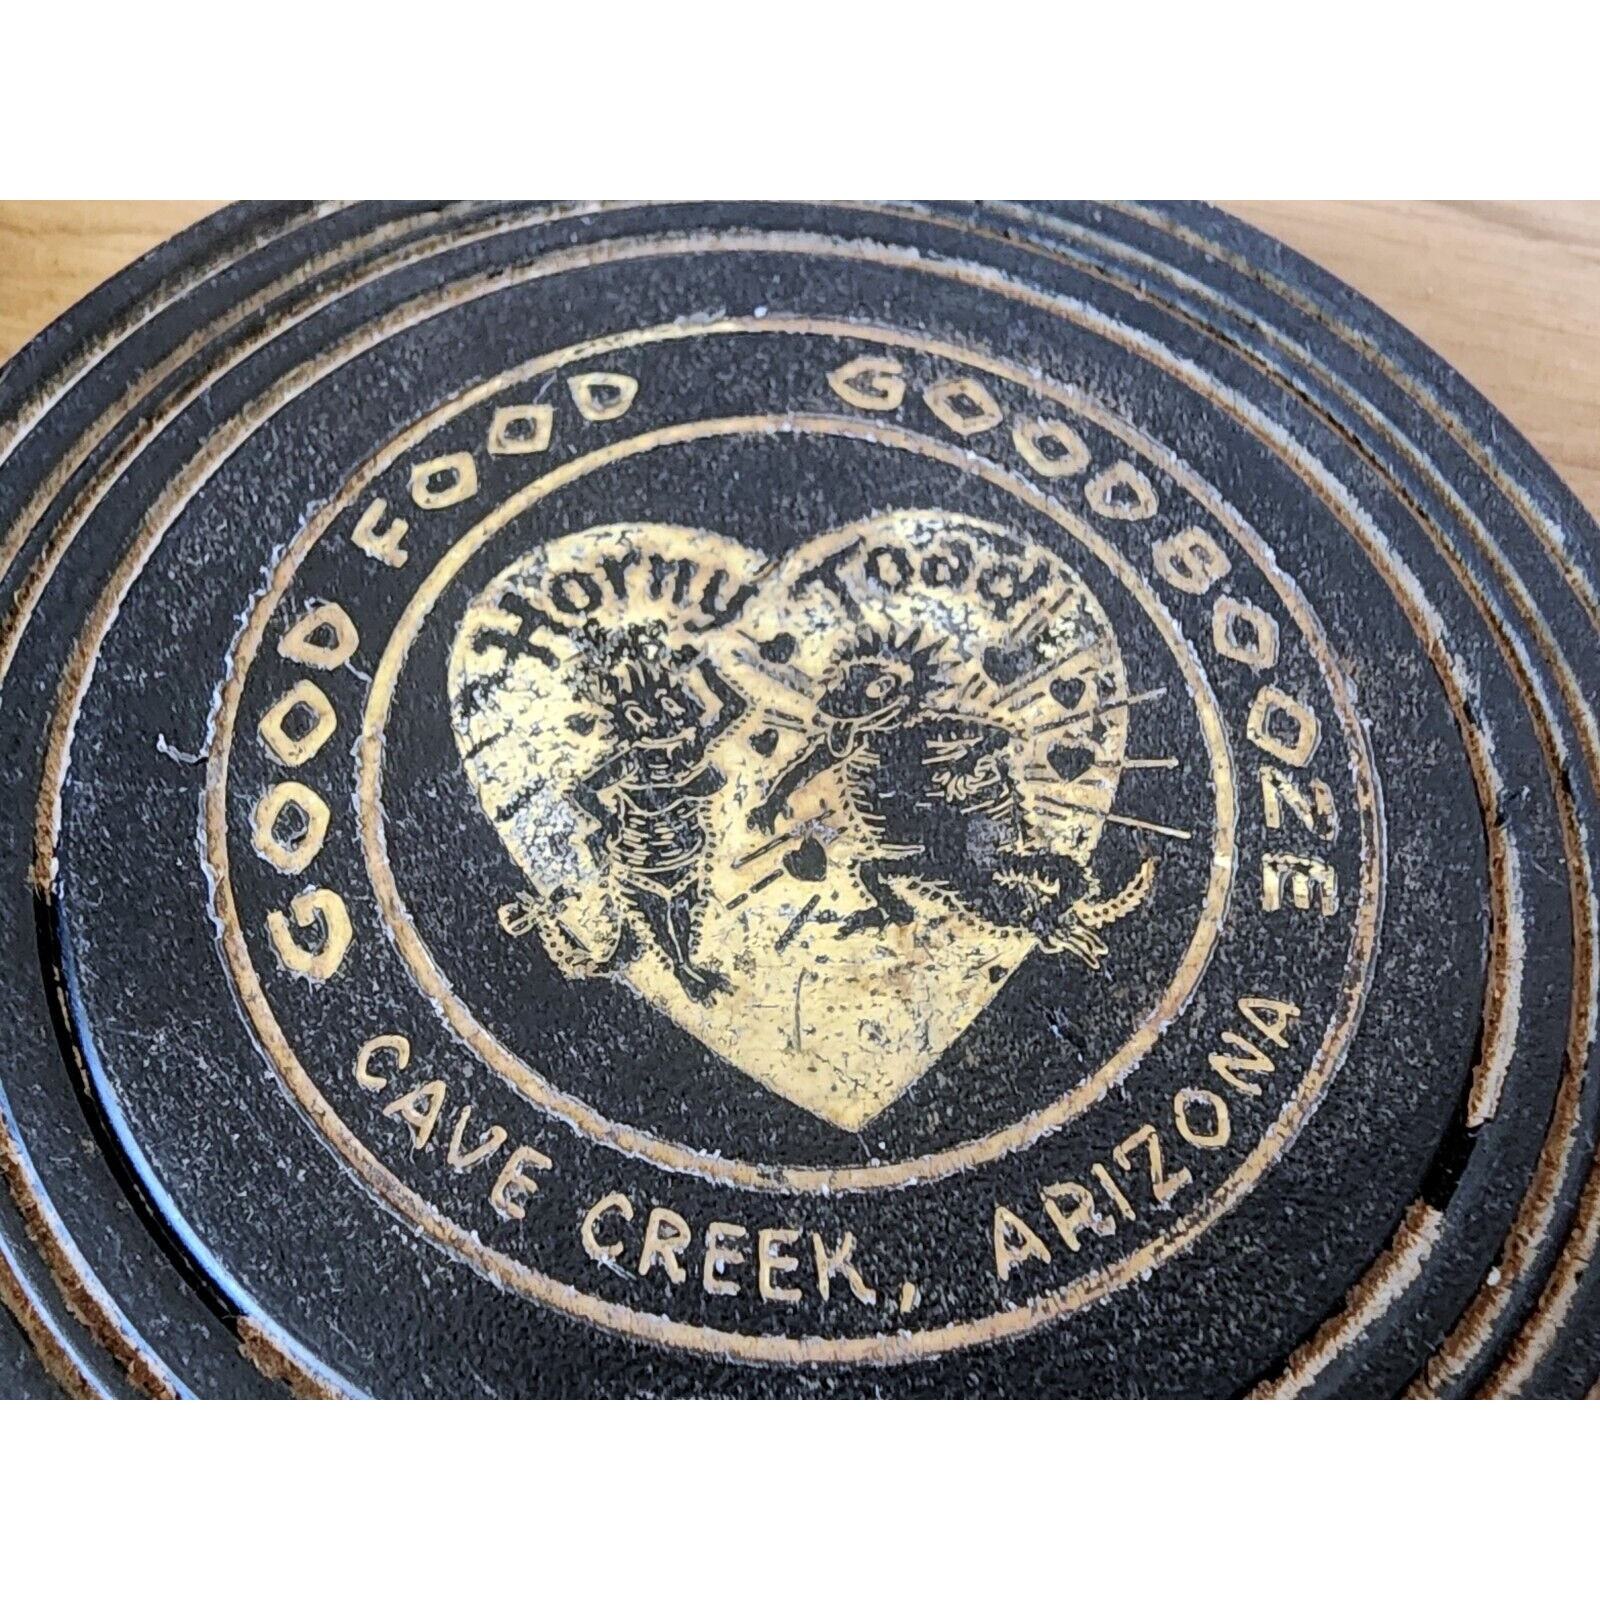 GOOD FOOD GOOD BOOZE
Horny Toad
CAVE CREEK, ARIZONA